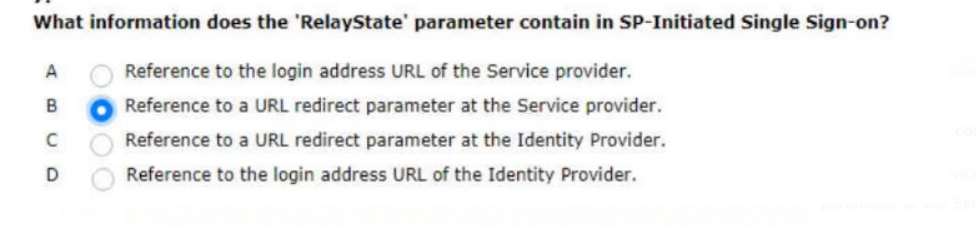 What information does the 'RelayState' parameter contain in SP-Initiated Single Sign-on?
A Reference to the login address URL of the Service provider.
B Reference to a URL redirect parameter at the Service provider.
C Reference to a URL redirect parameter at the Identity Provider.
D Reference to the login address URL of the Identity Provider.